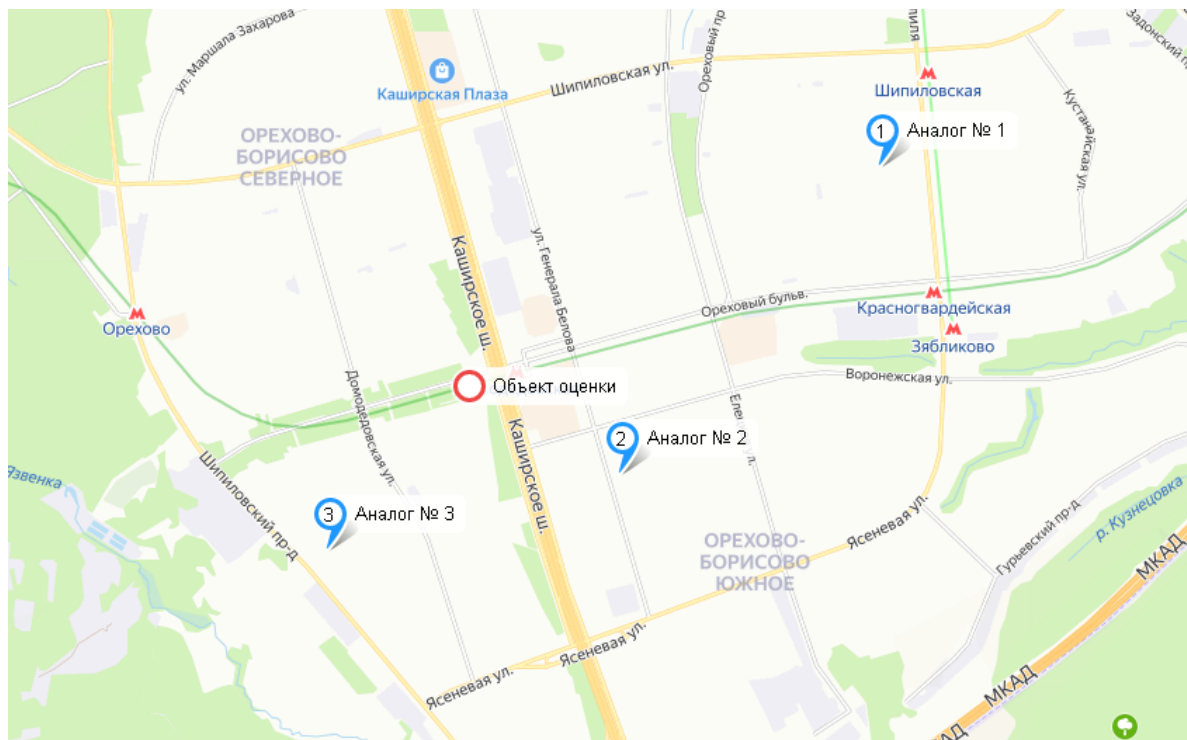 ул. Маршала Захарова
Каширская Плаза
Шипиловская ул.
Ореховый пр
Задонский пр
Шипиловская
Кустанайская ул.
1
Аналог № 1
ОРЕХОВО-
БОРИСОВО
СЕВЕРНОЕ
Каширское ш.
ул. Генерала Белова
Ореховый бульв.
Красногвардейская
Зябликово
Орехово
Объект оценки
Воронежская ул.
Домодедовская ул.
Каширское ш.
2
Аналог № 2
Язвенка
Шипиловский пр-д
3
Аналог № 3
ОРЕХОВО-
БОРИСОВО
ЮЖНОЕ
Ясеневая ул.
Гурьевский пр-д
р. Кузнецовка
МКАД
Ясеневая ул.
Ясеневая ул.
МКАД